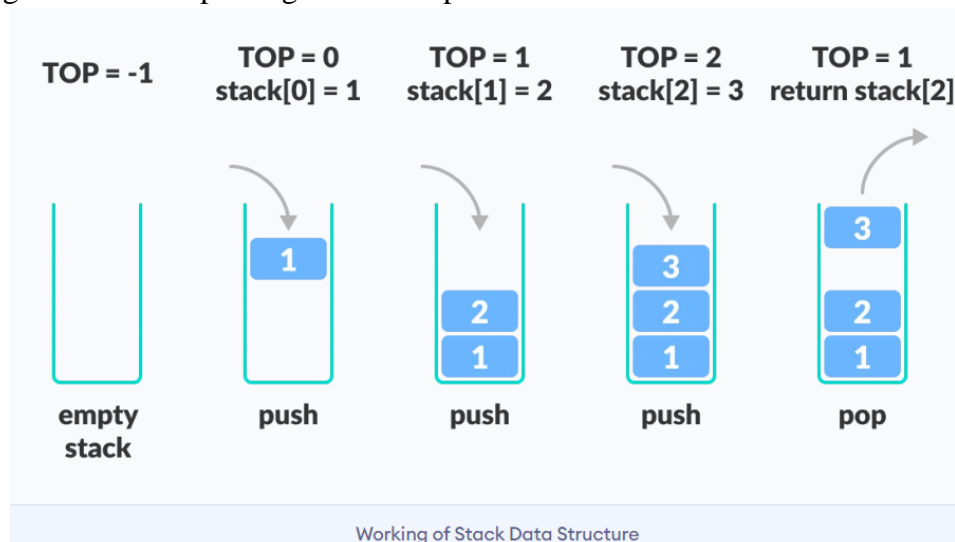 TOP = -1
TOP = 0
stack[0] = 1
TOP = 1
stack[1] = 2
TOP = 2
stack[2] = 3
TOP = 1
return stack[2]
1
2
1
3
2
1
3
2
1
empty
stack
push
push
push
pop
Working of Stack Data Structure